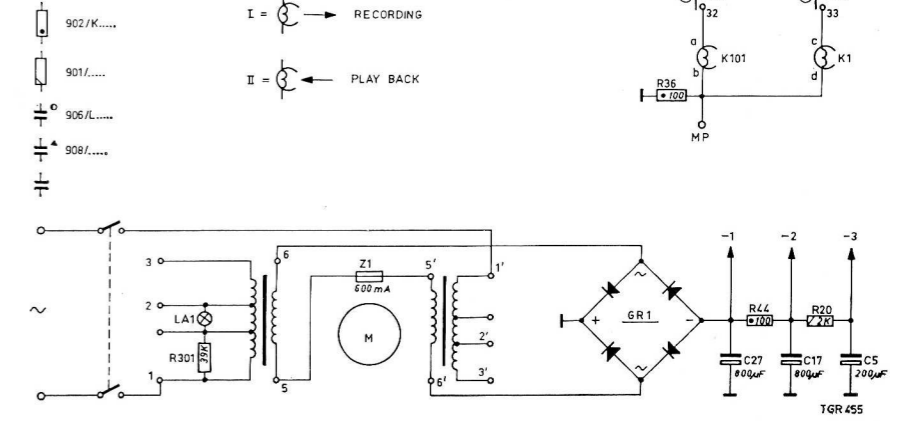 902/K.....
I = RECORDING
32
33
901/.....
a
c
II = PLAY BACK
K101
K1
b
d
R36
100
906/L.....
MP
908/.....
~
-1
-2
-3
3
6
Z1
600mA
5'
1'
2
LA1
R44
100
R20
2,2K
+
GR1
-
M
2'
R301
39K
C27
800µF
C17
800µF
C5
200µF
1
5
6'
3'
~
TGR 455